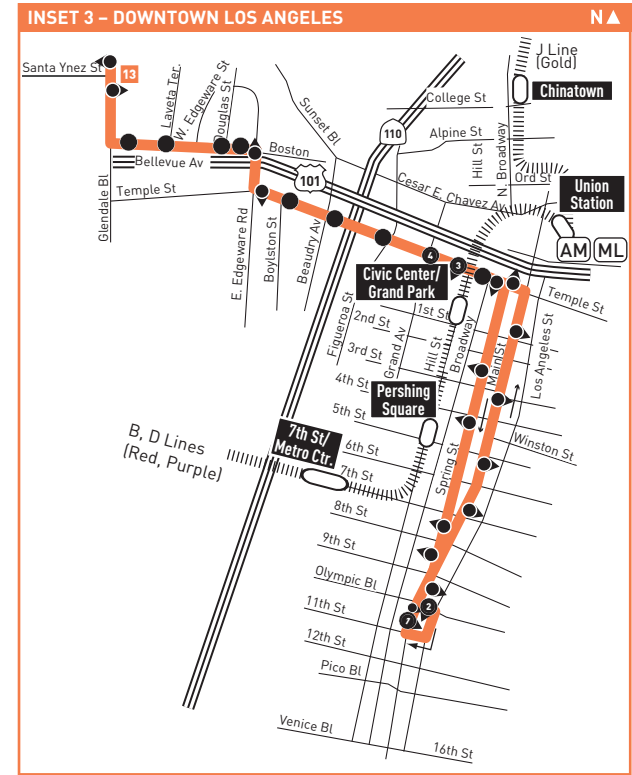 INSET 3 – DOWNTOWN LOS ANGELES
N
J Line
(Gold)
Santa Ynez St
13
Laveta Ter.
W. Edgeware St
Douglas St
Sunset Bl
110
College St
Chinatown
Alpine St
Hill St
N. Broadway
Ord St
Boston
Bellevue Av
101
Cesar E. Chavez Av
Union
Station
AM
ML
Glendale Bl
Temple St
E. Edgeware Rd
Boylston St
Beaudry Av
4
3
Civic Center/
Grand Park
Temple St
Figueroa St
1st St
2nd St
3rd St
4th St
5th St
6th St
7th St
8th St
9th St
Grand Av
Hill St
Broadway
Main St
Los Angeles St
Pershing
Square
7th St/
Metro Ctr.
B, D Lines
(Red, Purple)
Spring St
Winston St
Olympic Bl
11th St
2
1
12th St
Pico Bl
Venice Bl
16th St